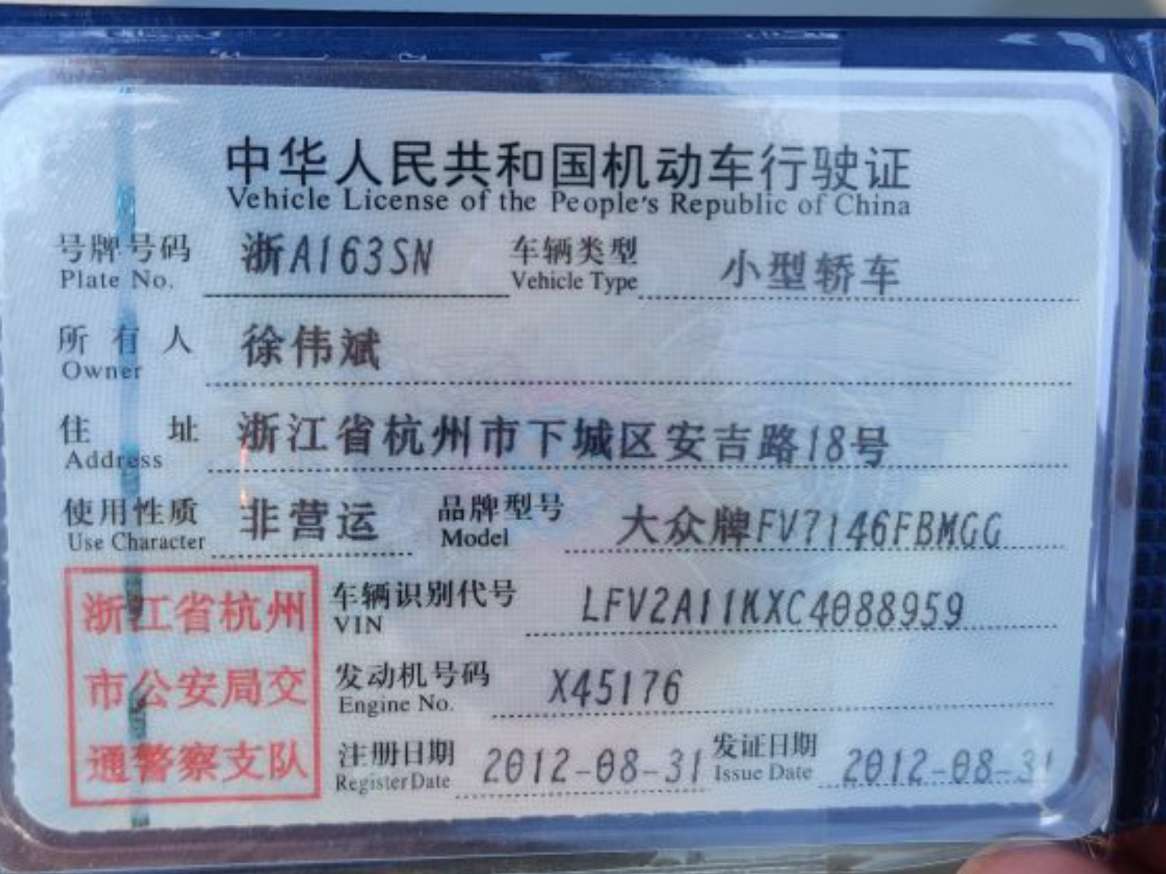 中华人民共和国机动车行驶证
Vehicle License of the People's Republic of China
号牌号码 浙A163SN 车辆类型 小型轿车
Plate No. Vehicle Type
所有人 徐伟斌
Owner
住址 浙江省杭州市下城区安吉路18号
Address
使用性质 非营运 品牌型号 大众牌FV7146FBMGG
Use Character Model
浙江省杭州
市公安局交
通警察支队
车辆识别代号 LFV2A11KXC4088959
VIN
发动机号码 X45176
Engine No.
注册日期 2012-08-31 发证日期 2012-08-31
Register Date Issue Date